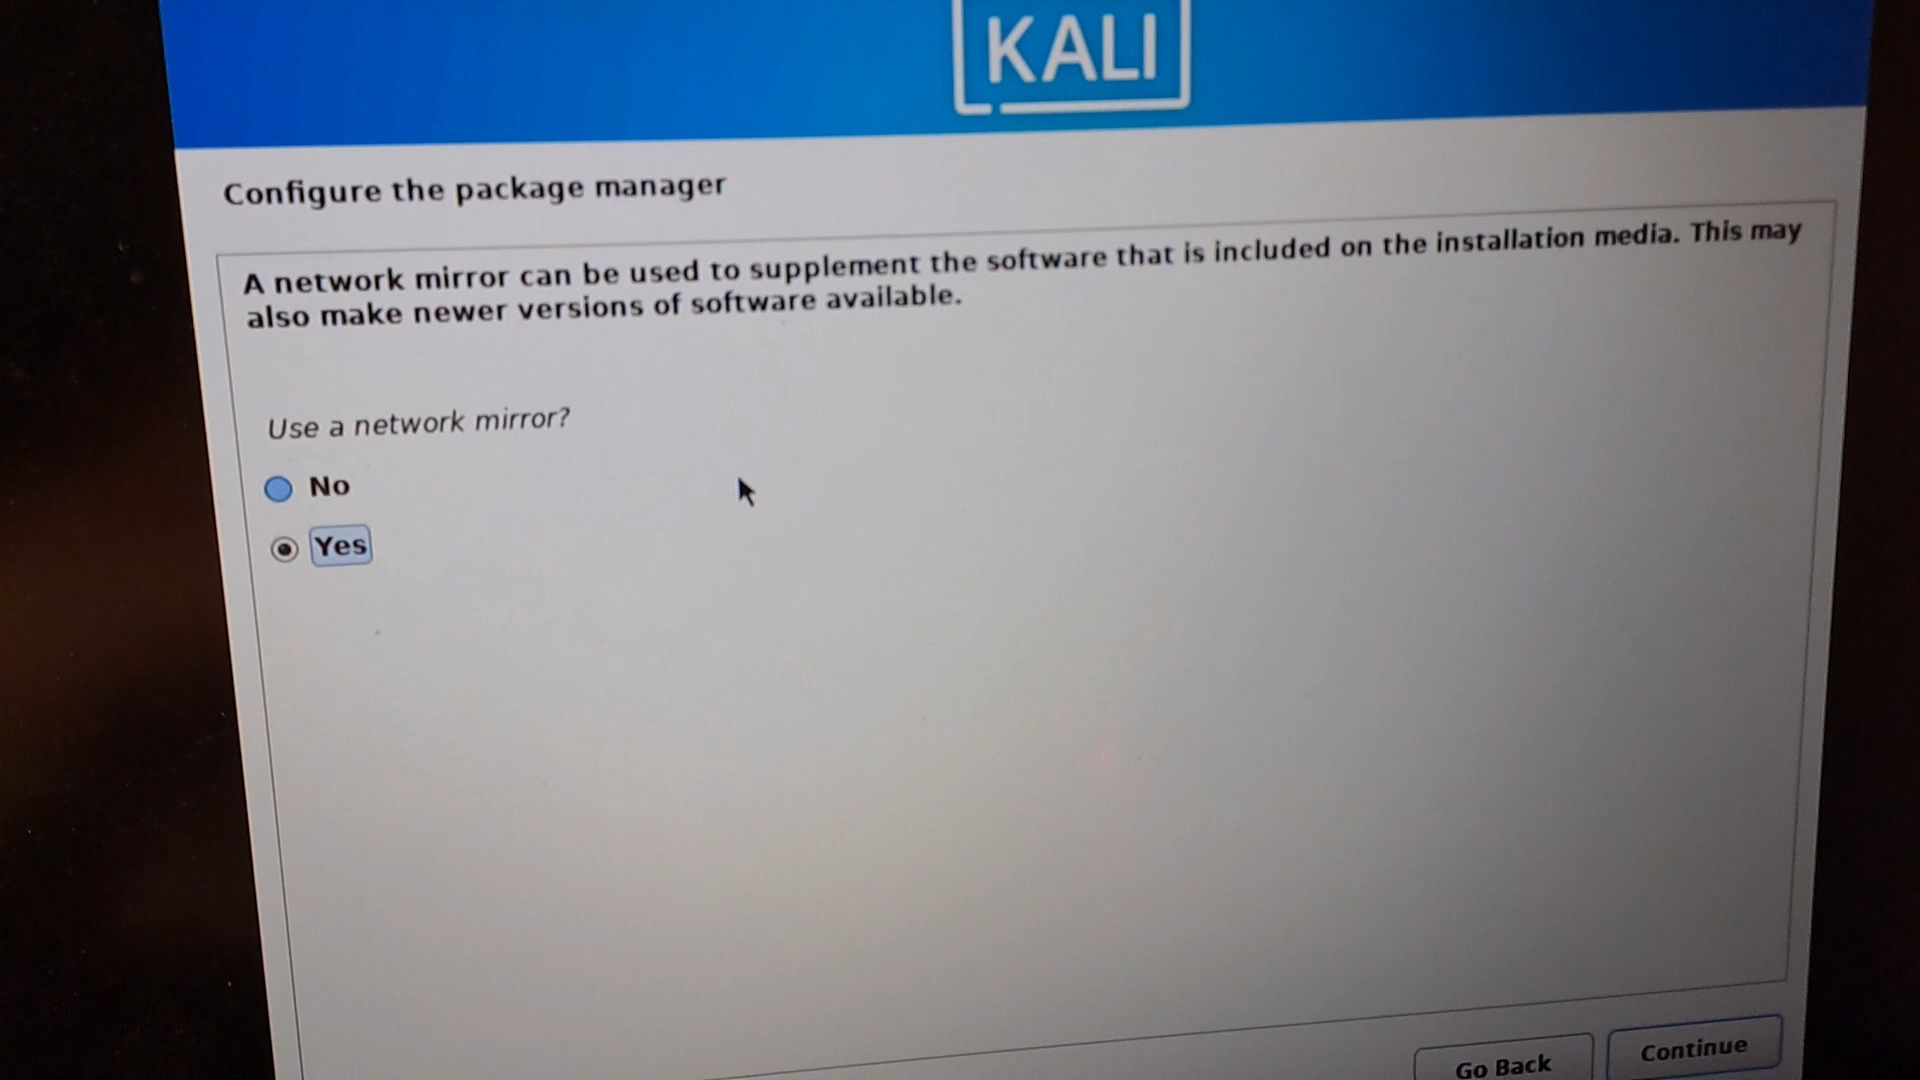 KALI
Configure the package manager
A network mirror can be used to supplement the software that is included on the installation media. This may
also make newer versions of software available.
Use a network mirror?
No
Yes
Go Back
Continue